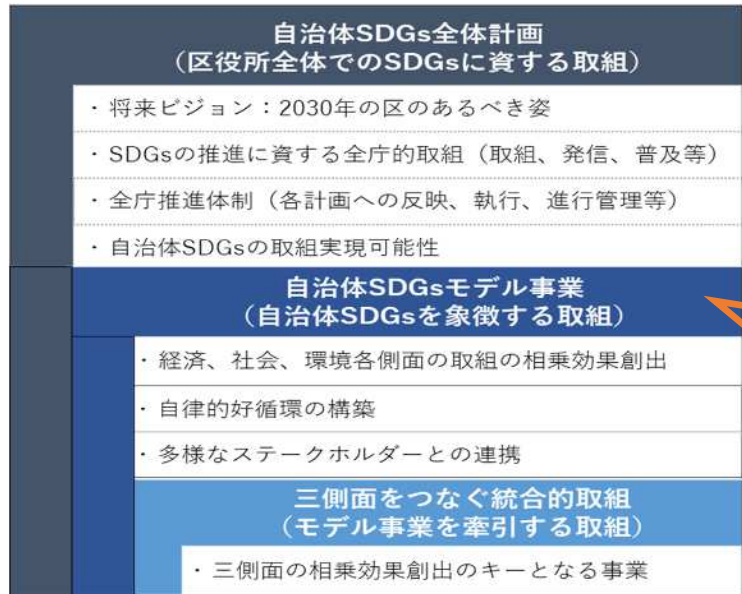 自治体SDGs全体計画
（区役所全体でのSDGsに資する取組）
・将来ビジョン：2030年の区のあるべき姿
・SDGsの推進に資する全庁的取組（取組、発信、普及等）
・全庁推進体制（各計画への反映、執行、進行管理等）
・自治体SDGsの取組実現可能性
自治体SDGsモデル事業
（自治体SDGsを象徴する取組）
・経済、社会、環境各側面の取組の相乗効果創出
・自律的好循環の構築
・多様なステークホルダーとの連携
三側面をつなぐ統合的取組
（モデル事業を牽引する取組）
・三側面の相乗効果創出のキーとなる事業